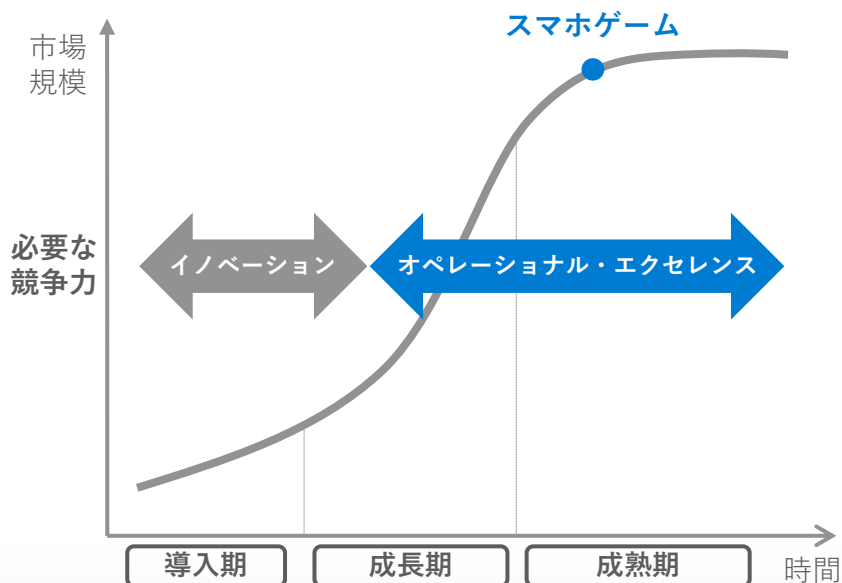 スマホゲーム
市場
規模
必要な
競争力
イノベーション
オペレーショナル・エクセレンス
導入期
成長期
成熟期
時間